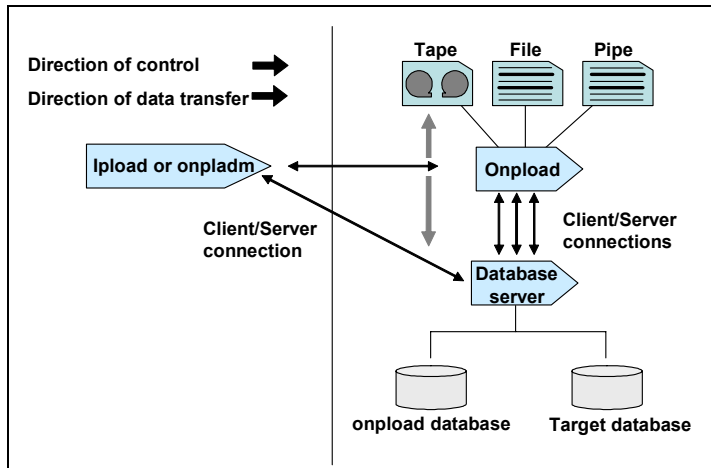 Tape
File
Pipe
Direction of control
Direction of data transfer
Ipload or onpladm
Onpload
Client/Server
connection
Client/Server
connections
Database
server
onpload database
Target database